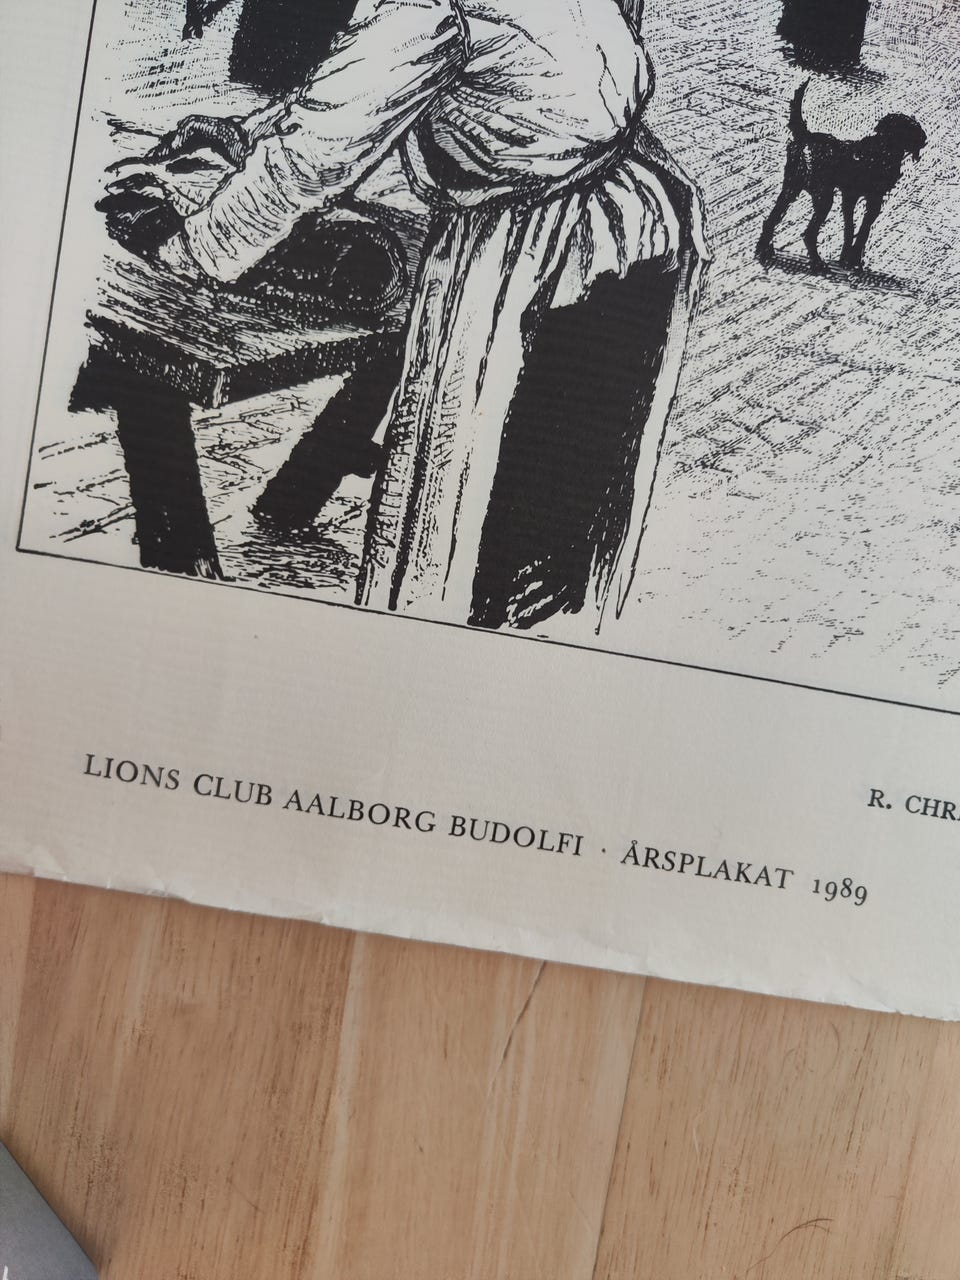 LIONS CLUB AALBORG BUDOLFI · ÅRSPLAKAT 1989
R.